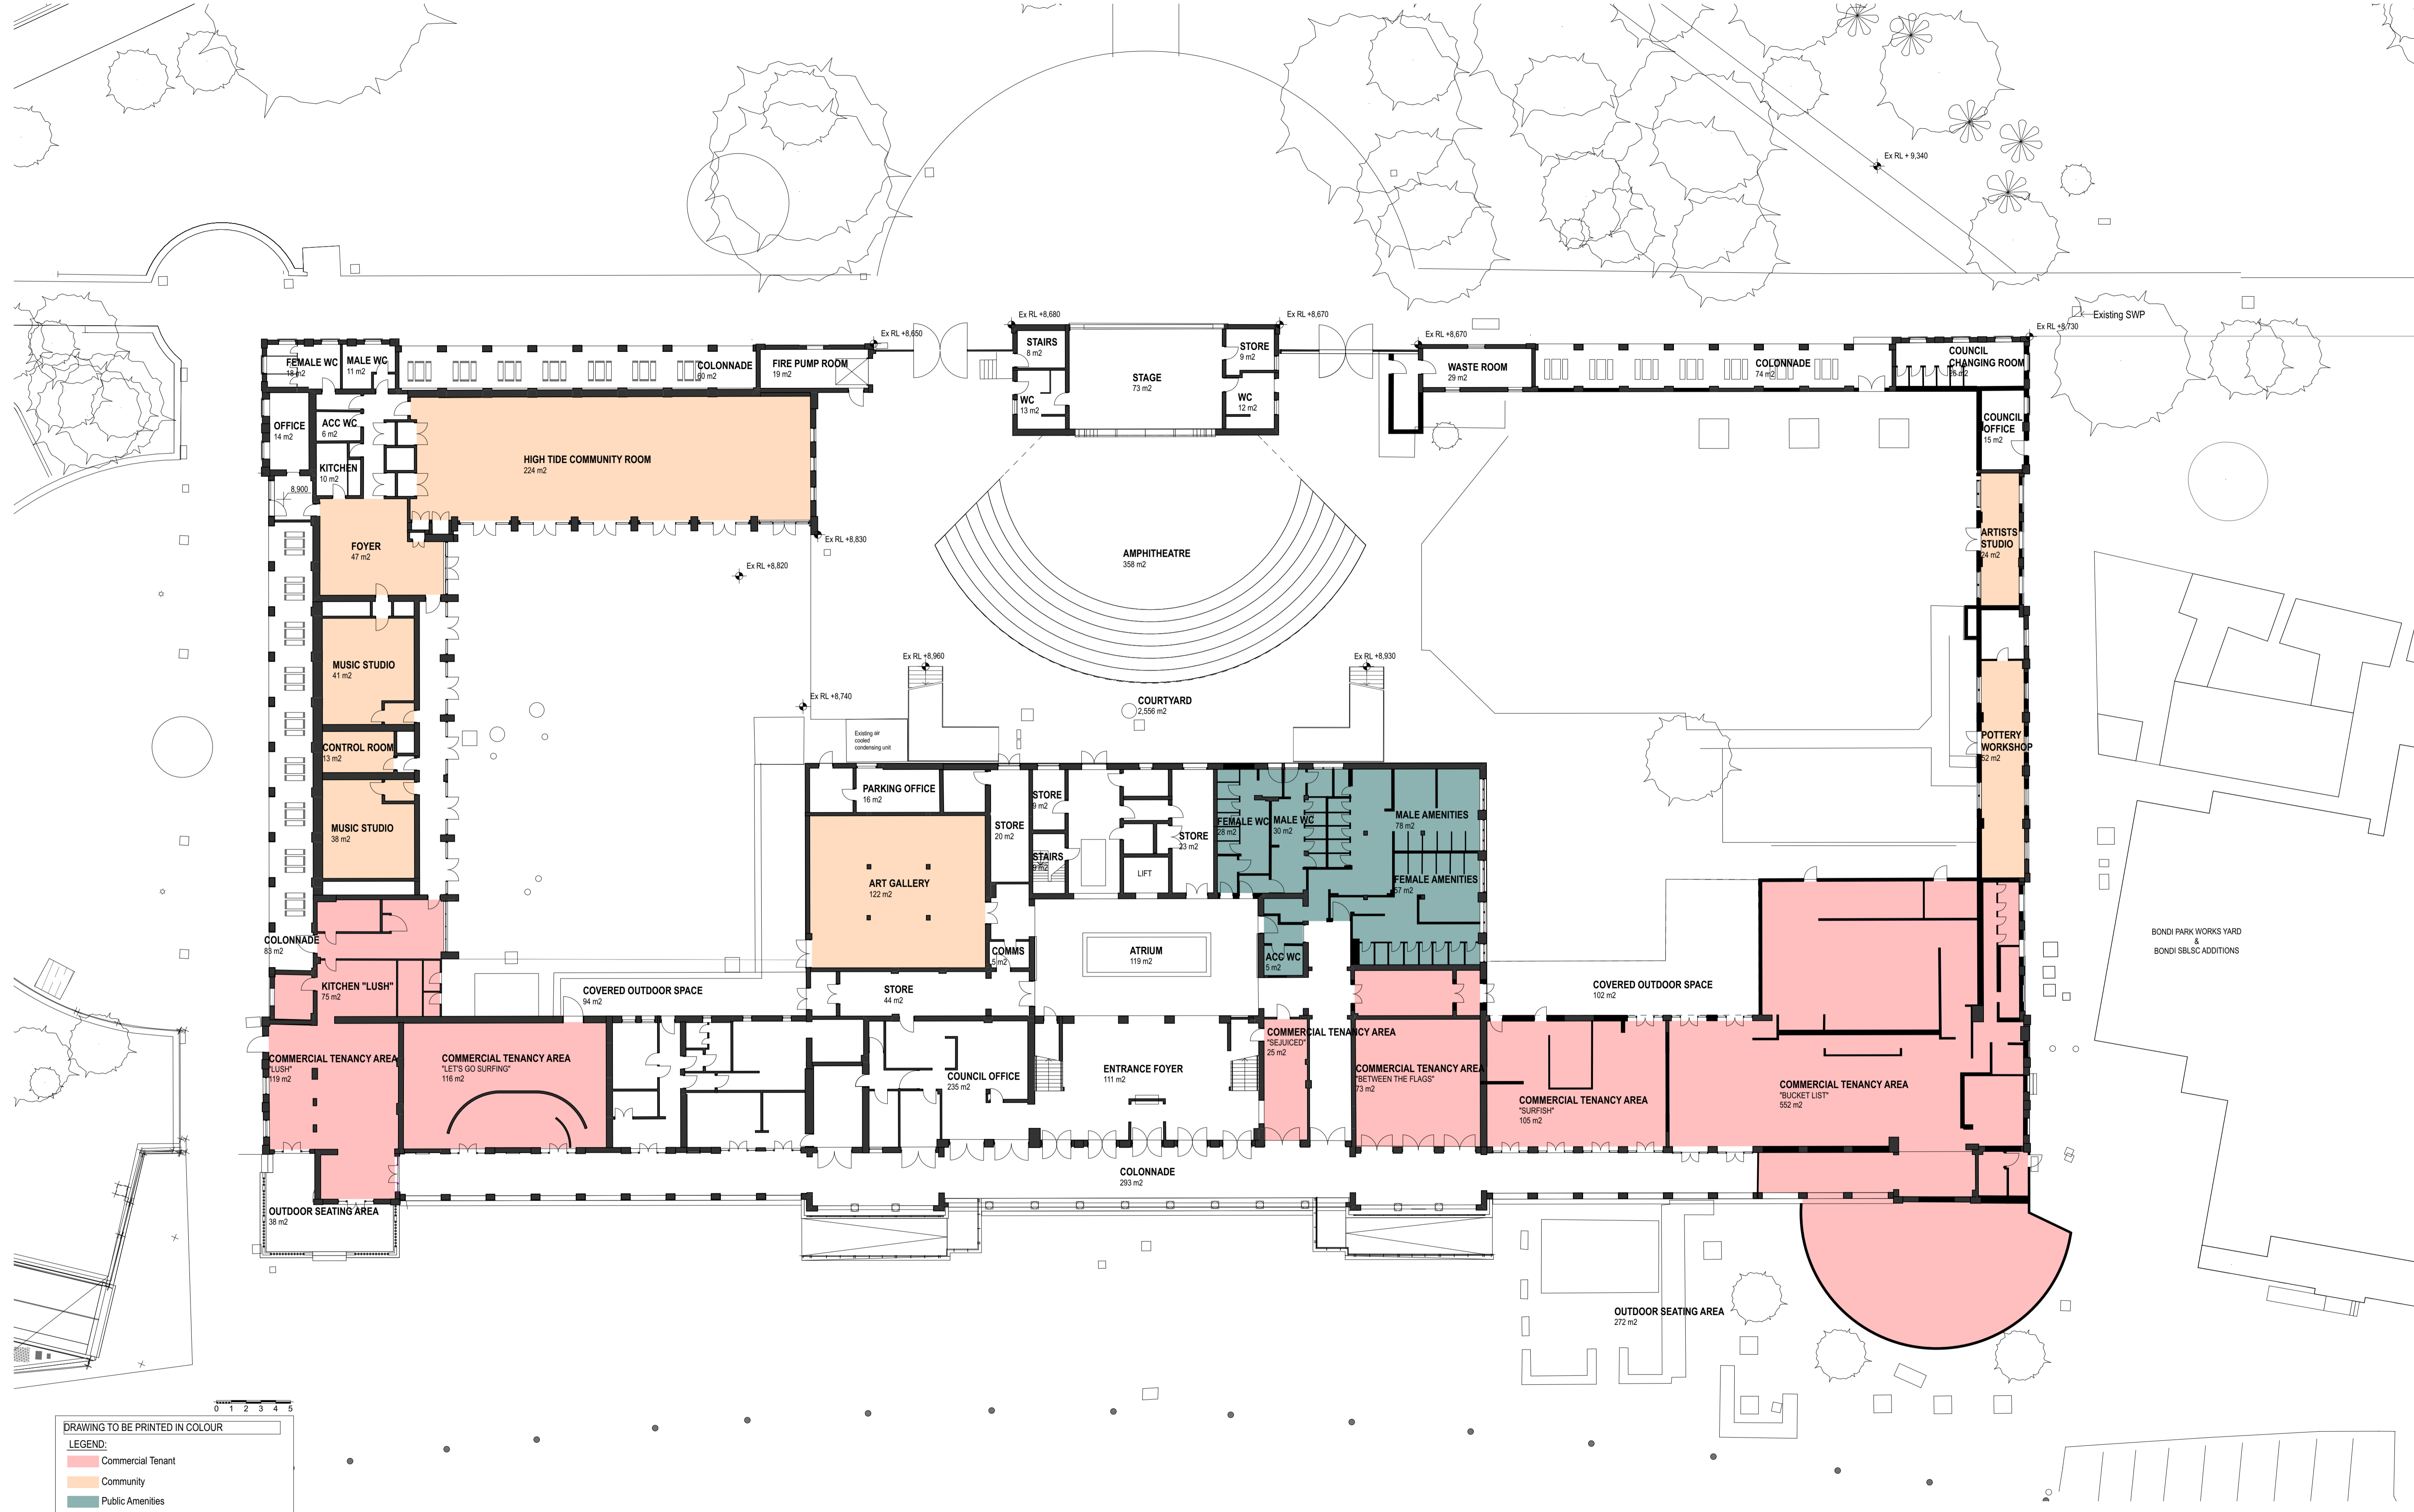 Ex RL + 9,340
Existing SWP
Ex RL +8,680
Ex RL +8,670
Ex RL +8,650
Ex RL +8,670
Ex RL +8,730
FEMALE WC
18 m2
MALE WC
11 m2
COLONNADE
60 m2
FIRE PUMP ROOM
19 m2
STAIRS
8 m2
STAGE
73 m2
STORE
9 m2
WC
13 m2
WC
12 m2
WASTE ROOM
29 m2
COLONNADE
74 m2
COUNCIL
CHANGING ROOM
26 m2
OFFICE
14 m2
ACC WC
6 m2
KITCHEN
10 m2
8,900
HIGH TIDE COMMUNITY ROOM
224 m2
COUNCIL
OFFICE
15 m2
FOYER
47 m2
Ex RL +8,830
Ex RL +8,820
AMPHITHEATRE
358 m2
ARTISTS
STUDIO
24 m2
MUSIC STUDIO
41 m2
Ex RL +8,960
Ex RL +8,930
Ex RL +8,740
COURTYARD
2,556 m2
Existing air
cooled
condensing unit
CONTROL ROOM
13 m2
POTTERY
WORKSHOP
52 m2
MUSIC STUDIO
38 m2
PARKING OFFICE
16 m2
STORE
9 m2
STORE
20 m2
STAIRS
9 m2
LIFT
STORE
23 m2
FEMALE WC
28 m2
MALE WC
30 m2
MALE AMENITIES
78 m2
FEMALE AMENITIES
57 m2
ART GALLERY
122 m2
COLONNADE
83 m2
COMMS
5 m2
ATRIUM
119 m2
ACC WC
5 m2
KITCHEN "LUSH"
75 m2
COVERED OUTDOOR SPACE
94 m2
STORE
44 m2
COVERED OUTDOOR SPACE
102 m2
BONDI PARK WORKS YARD
&
BONDI SBLSC ADDITIONS
COMMERCIAL TENANCY AREA
"LUSH"
119 m2
COMMERCIAL TENANCY AREA
"LET'S GO SURFING"
116 m2
COUNCIL OFFICE
235 m2
ENTRANCE FOYER
111 m2
COMMERCIAL TENANCY AREA
"SEJUICED"
25 m2
COMMERCIAL TENANCY AREA
"BETWEEN THE FLAGS"
73 m2
COMMERCIAL TENANCY AREA
"SURFISH"
105 m2
COMMERCIAL TENANCY AREA
"BUCKET LIST"
552 m2
COLONNADE
293 m2
OUTDOOR SEATING AREA
38 m2
OUTDOOR SEATING AREA
272 m2
0 1 2 3 4 5
DRAWING TO BE PRINTED IN COLOUR
LEGEND:
Commercial Tenant
Community
Public Amenities